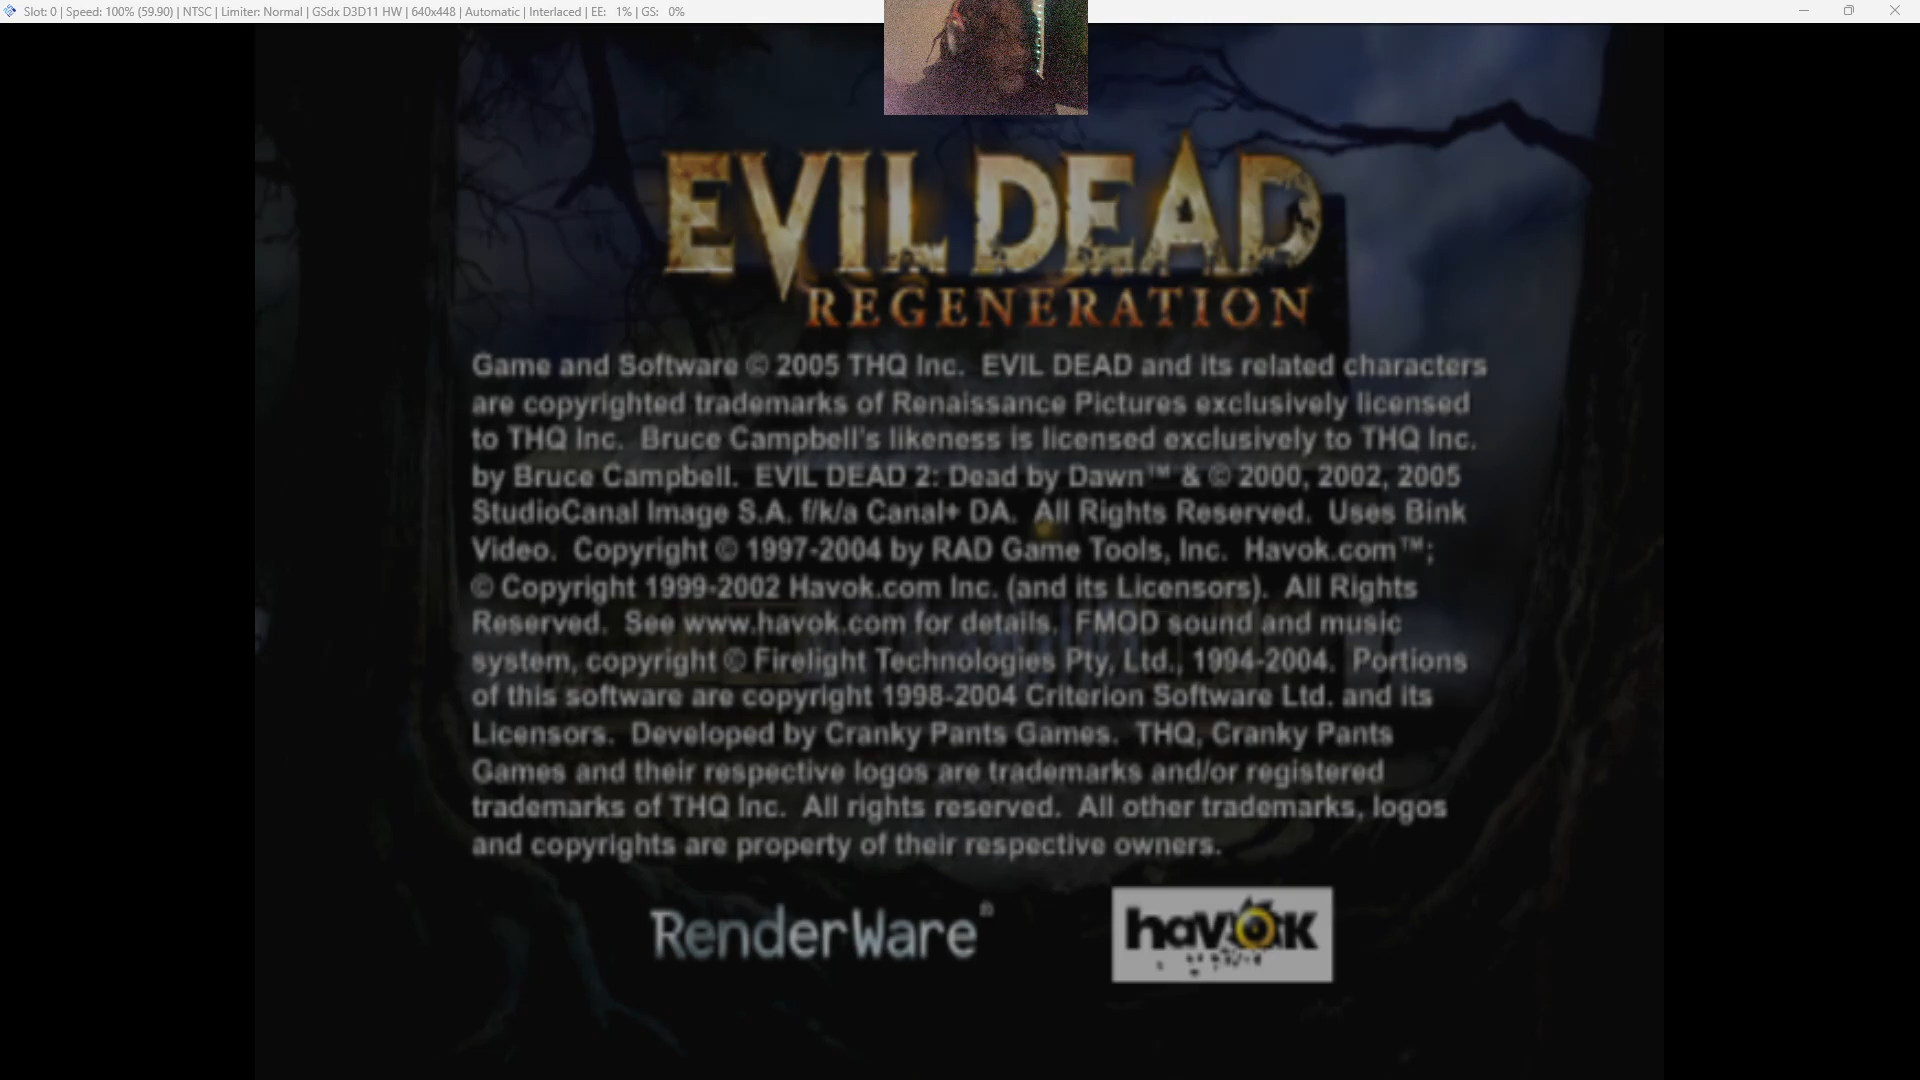 Slot: 0 | Speed: 100% (59.90) | NTSC | Limiter: Normal | GSdx D3D11 HW | 640x448 | Automatic | Interlaced | EE:   1% | GS:   0%
EVIL DEAD
REGENERATION
Game and Software © 2005 THQ Inc.  EVIL DEAD and its related characters
are copyrighted trademarks of Renaissance Pictures exclusively licensed
to THQ Inc.  Bruce Campbell's likeness is licensed exclusively to THQ Inc.
by Bruce Campbell.  EVIL DEAD 2: Dead by Dawn™ & © 2000, 2002, 2005
StudioCanal Image S.A. f/k/a Canal+ DA.  All Rights Reserved.  Uses Bink
Video.  Copyright © 1997-2004 by RAD Game Tools, Inc.  Havok.com™;
© Copyright 1999-2002 Havok.com Inc. (and its Licensors).  All Rights
Reserved.  See www.havok.com for details.  FMOD sound and music
system, copyright © Firelight Technologies Pty, Ltd., 1994-2004.  Portions
of this software are copyright 1998-2004 Criterion Software Ltd. and its
Licensors.  Developed by Cranky Pants Games.  THQ, Cranky Pants
Games and their respective logos are trademarks and/or registered
trademarks of THQ Inc.  All rights reserved.  All other trademarks, logos
and copyrights are property of their respective owners.
RenderWare®
havok